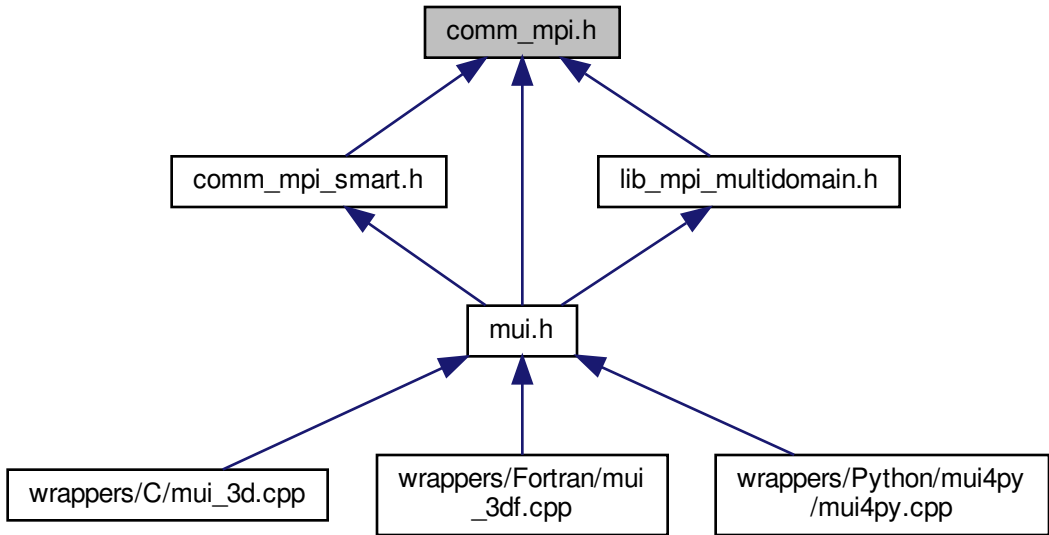 comm_mpi.h
comm_mpi_smart.h
lib_mpi_multidomain.h
mui.h
wrappers/C/mui_3d.cpp
wrappers/Fortran/mui
_3df.cpp
wrappers/Python/mui4py
/mui4py.cpp